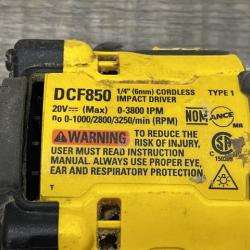 DCF850 1/4" (6mm) CORDLESS IMPACT DRIVER TYPE 1
20V⎓ (Max) 0-3800 IPM
n₀ 0-1000/2800/3250/min (RPM)
NOM
ANCE
WARNING TO REDUCE THE
RISK OF INJURY,
USER MUST READ INSTRUCTION
MANUAL. ALWAYS USE PROPER EYE,
EAR AND RESPIRATORY PROTECTION.
T